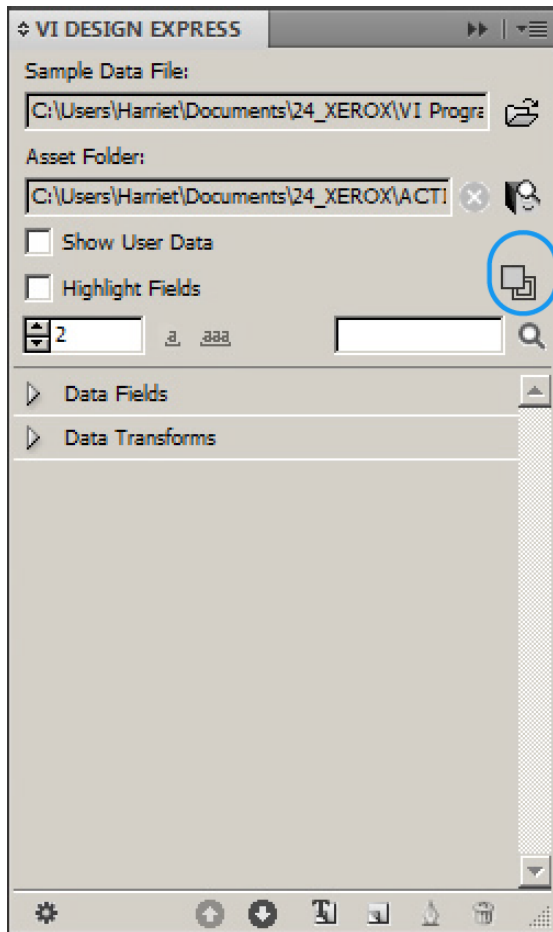 VI DESIGN EXPRESS
Sample Data File:
C:\Users\Harriet\Documents\24_XEROX\VI Progra
Asset Folder:
C:\Users\Harriet\Documents\24_XEROX\ACTI
Show User Data
Highlight Fields
2 a aaa
Data Fields
Data Transforms
T